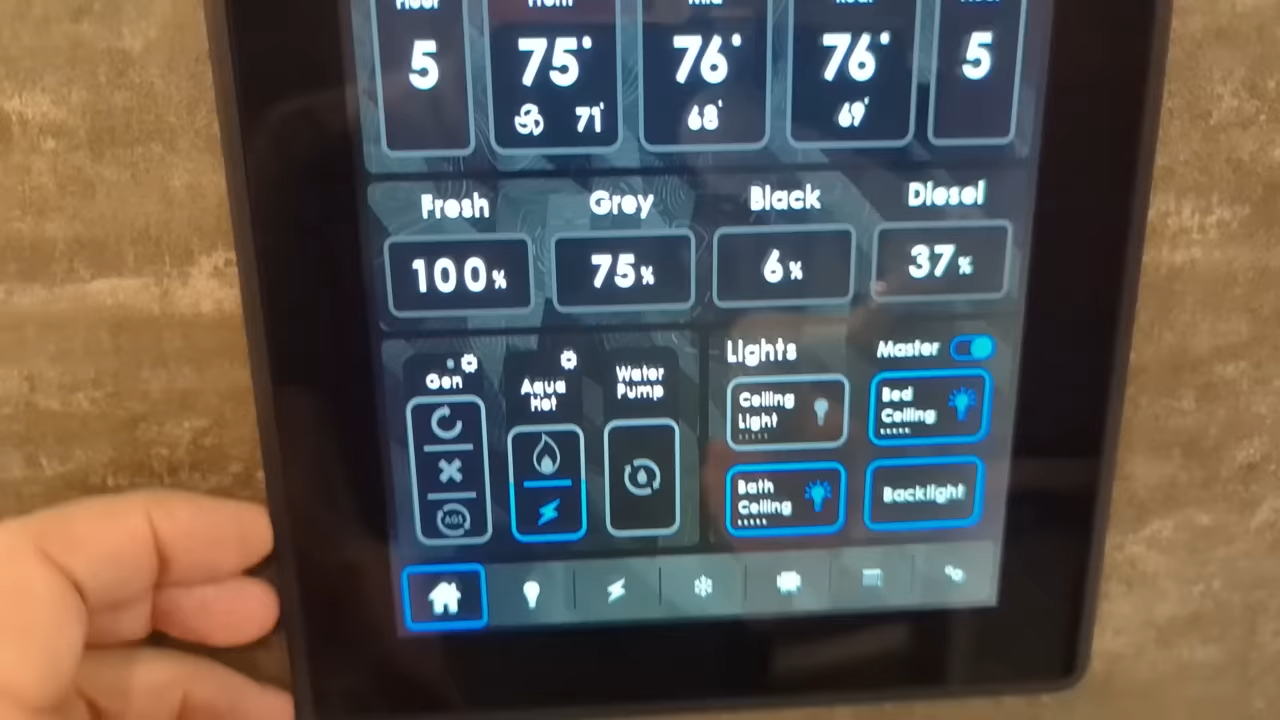 5 75° 76° 76° 5
71° 68° 69°
Fresh Grey Black Diesel
100% 75% 6% 37%
Gen
Aqua
Hot
Water
Pump
AGS
Lights Master
Ceiling
Light
Bed
Ceiling
Bath
Ceiling
Backlight